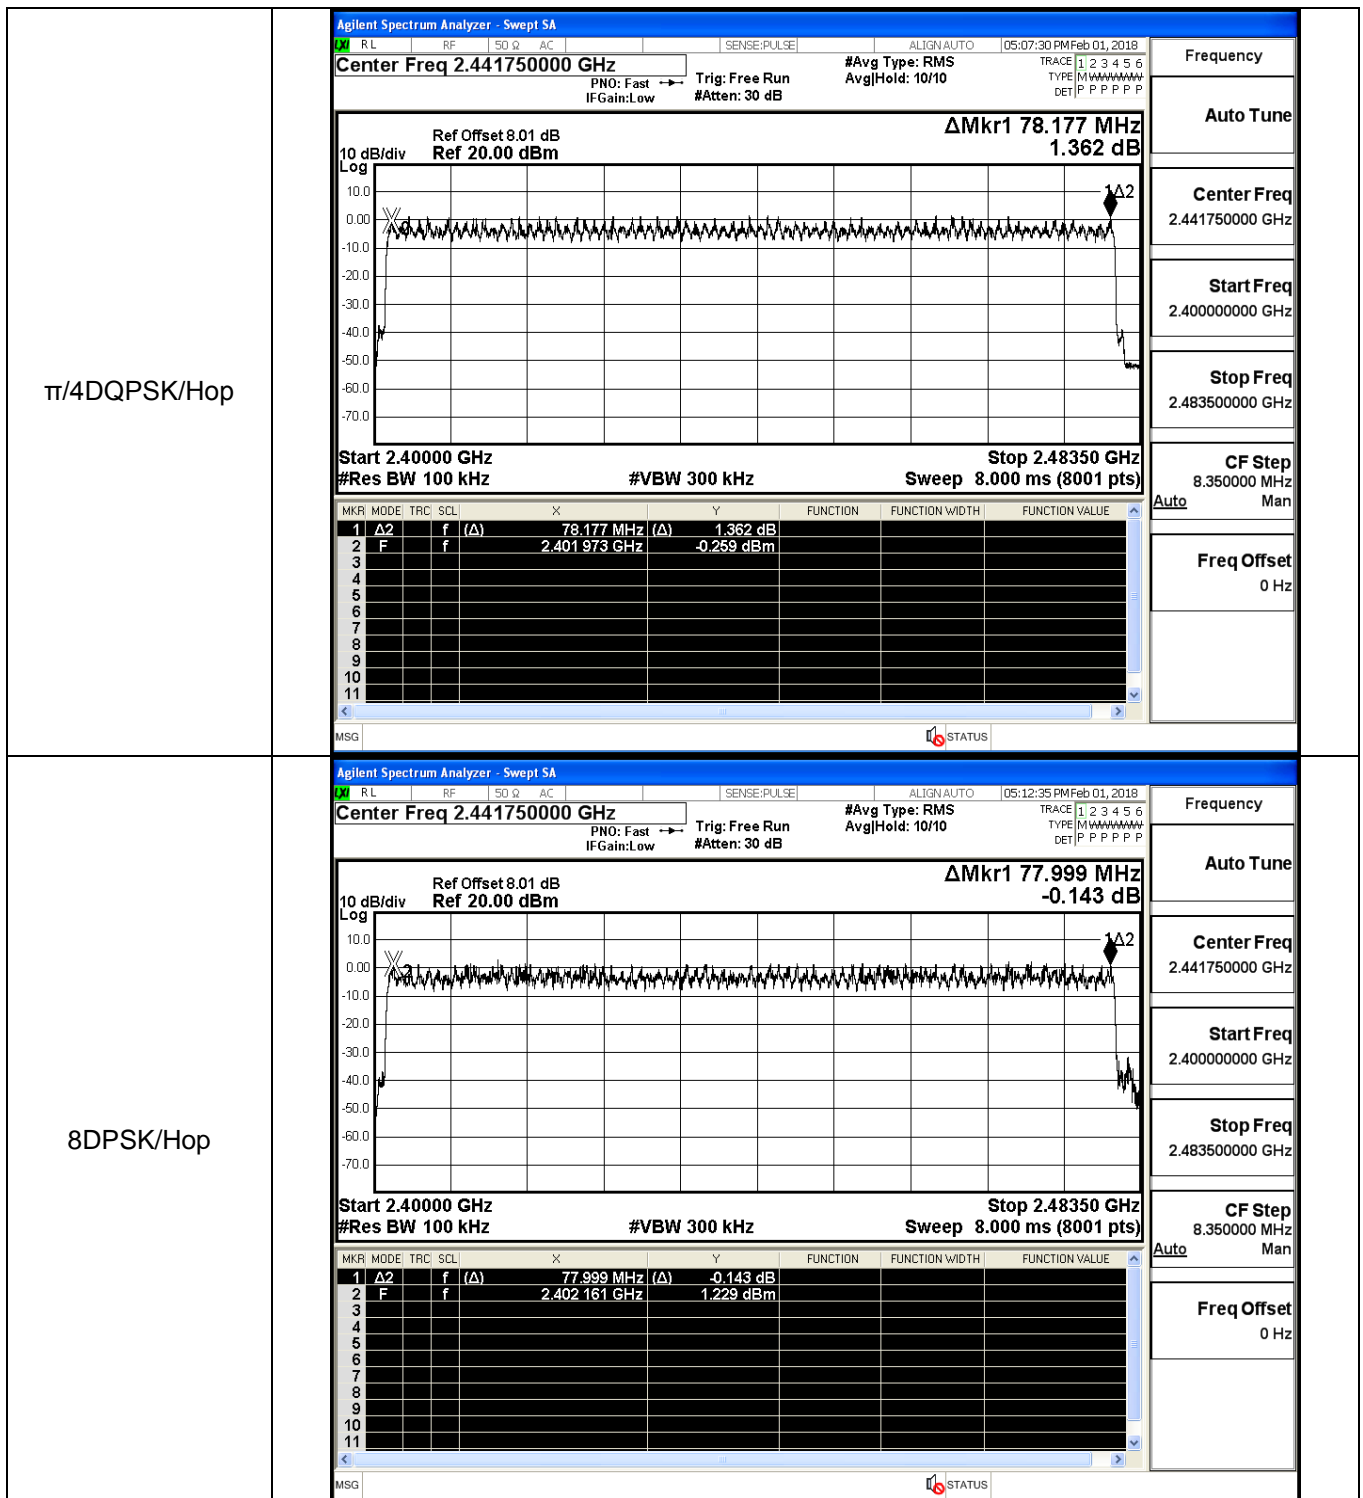 π/4DQPSK/Hop
Agilent Spectrum Analyzer - Swept SA
LXI RL RF 50 Ω AC SENSE:PULSE ALIGN AUTO 05:07:30 PM Feb 01, 2018
Center Freq 2.441750000 GHz
PNO: Fast
IFGain:Low
Trig: Free Run
#Atten: 30 dB
#Avg Type: RMS
Avg|Hold: 10/10
TRACE 1 2 3 4 5 6
TYPE M WWWWW
DET P P P P P P
ΔMkr1 78.177 MHz
1.362 dB
Ref Offset 8.01 dB
10 dB/div Ref 20.00 dBm
Log
10.0
0.00
-10.0
-20.0
-30.0
-40.0
-50.0
-60.0
-70.0
1Δ2
Start 2.40000 GHz Stop 2.48350 GHz
#Res BW 100 kHz #VBW 300 kHz Sweep 8.000 ms (8001 pts)
MKR MODE TRC SCL X Y FUNCTION FUNCTION WIDTH FUNCTION VALUE
1 Δ2 f (Δ) 78.177 MHz (Δ) 1.362 dB
2 F f 2.401 973 GHz -0.259 dBm
3
4
5
6
7
8
9
10
11
MSG STATUS
Frequency
Auto Tune
Center Freq
2.441750000 GHz
Start Freq
2.400000000 GHz
Stop Freq
2.483500000 GHz
CF Step
8.350000 MHz
Auto Man
Freq Offset
0 Hz
8DPSK/Hop
Agilent Spectrum Analyzer - Swept SA
LXI RL RF 50 Ω AC SENSE:PULSE ALIGN AUTO 05:12:35 PM Feb 01, 2018
Center Freq 2.441750000 GHz
PNO: Fast
IFGain:Low
Trig: Free Run
#Atten: 30 dB
#Avg Type: RMS
Avg|Hold: 10/10
TRACE 1 2 3 4 5 6
TYPE M WWWWW
DET P P P P P P
ΔMkr1 77.999 MHz
-0.143 dB
Ref Offset 8.01 dB
10 dB/div Ref 20.00 dBm
Log
10.0
0.00
-10.0
-20.0
-30.0
-40.0
-50.0
-60.0
-70.0
2
1Δ2
Start 2.40000 GHz Stop 2.48350 GHz
#Res BW 100 kHz #VBW 300 kHz Sweep 8.000 ms (8001 pts)
MKR MODE TRC SCL X Y FUNCTION FUNCTION WIDTH FUNCTION VALUE
1 Δ2 f (Δ) 77.999 MHz (Δ) -0.143 dB
2 F f 2.402 161 GHz 1.229 dBm
3
4
5
6
7
8
9
10
11
MSG STATUS
Frequency
Auto Tune
Center Freq
2.441750000 GHz
Start Freq
2.400000000 GHz
Stop Freq
2.483500000 GHz
CF Step
8.350000 MHz
Auto Man
Freq Offset
0 Hz